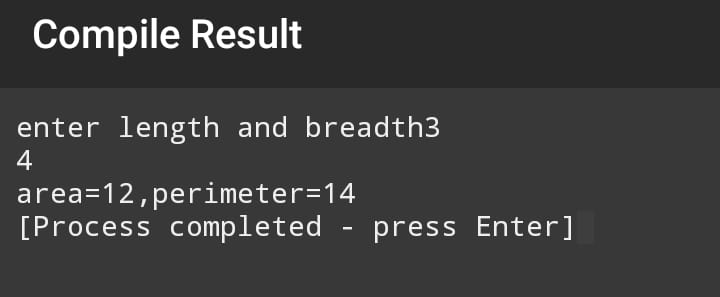 Compile Result
enter length and breadth3
4
area=12,perimeter=14
[Process completed - press Enter]